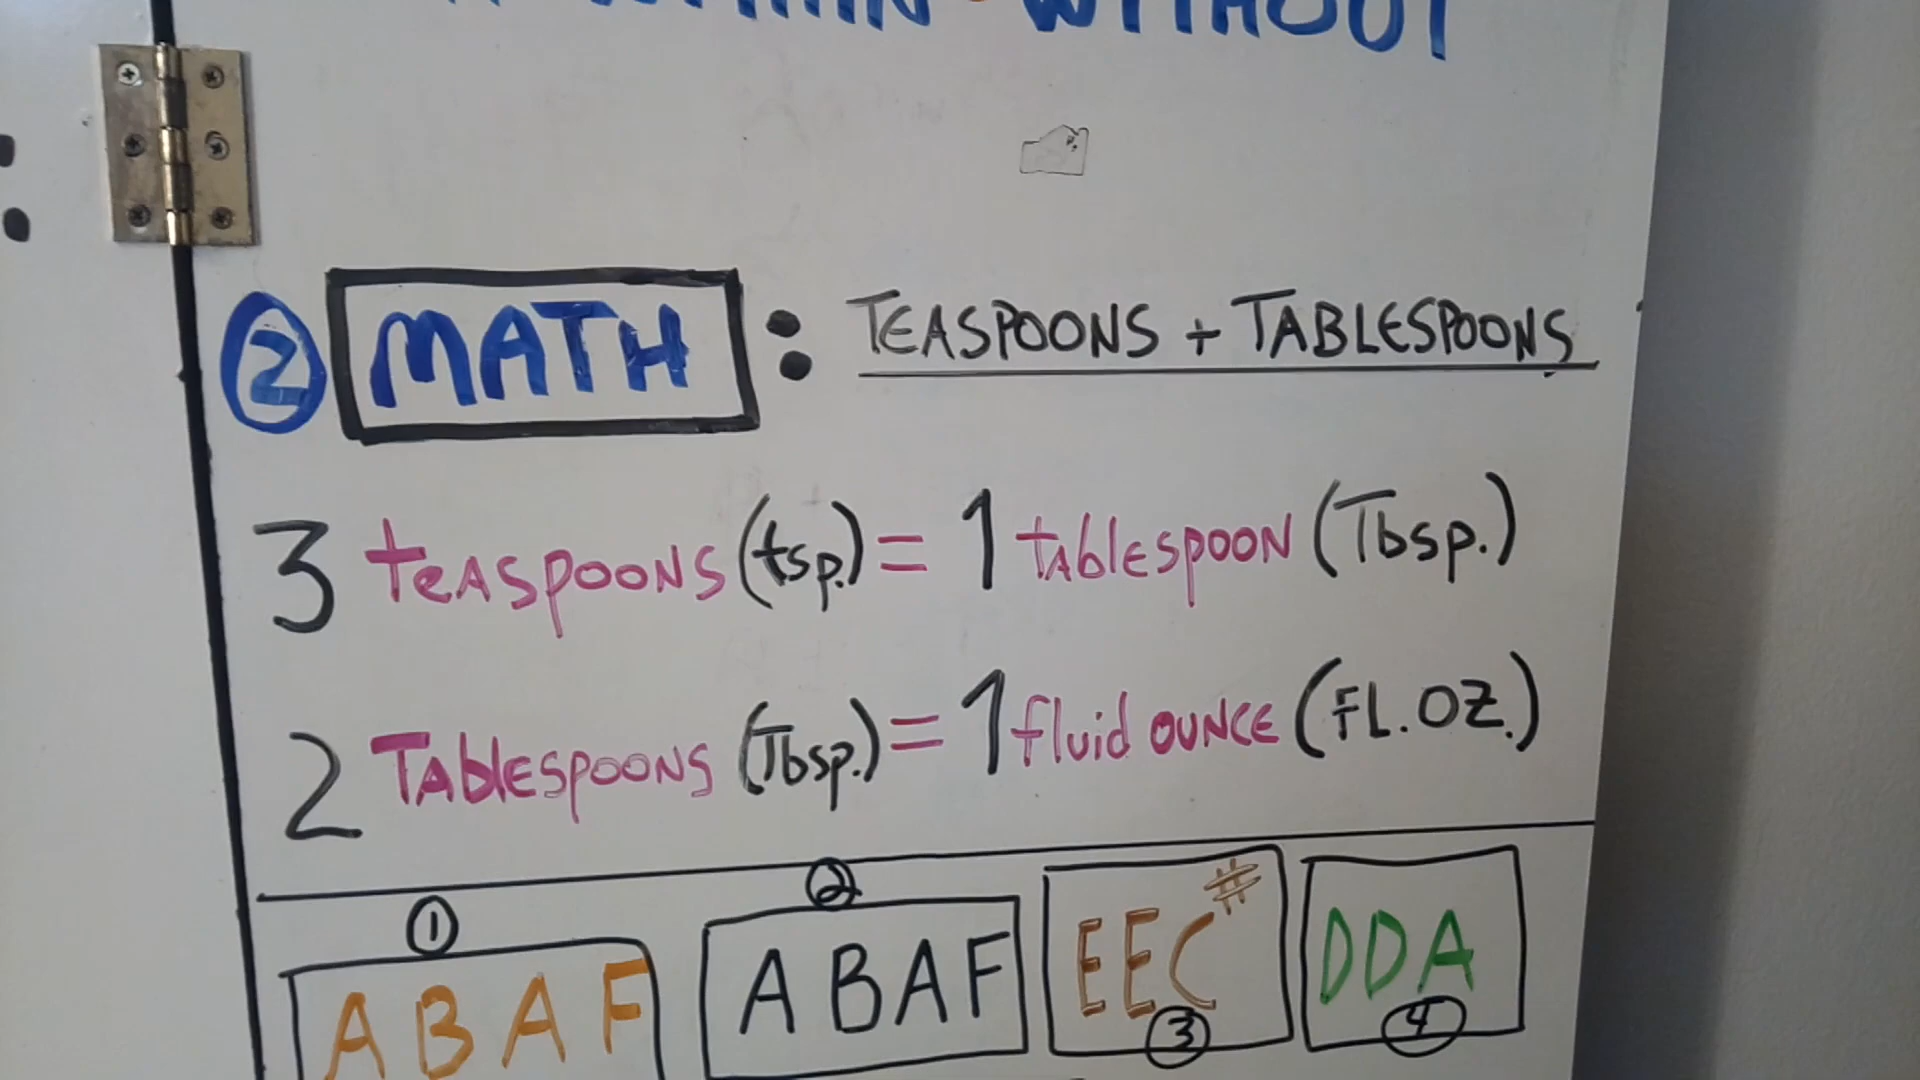 WITHOUT
② MATH : TEASPOONS + TABLESPOONS
3 teaspoons (tsp.) = 1 tablespoon (Tbsp.)
2 Tablespoons (Tbsp.) = 1 fluid ounce (FL. OZ.)
① ②
ABAF ABAF EEC# DDA
③ ④